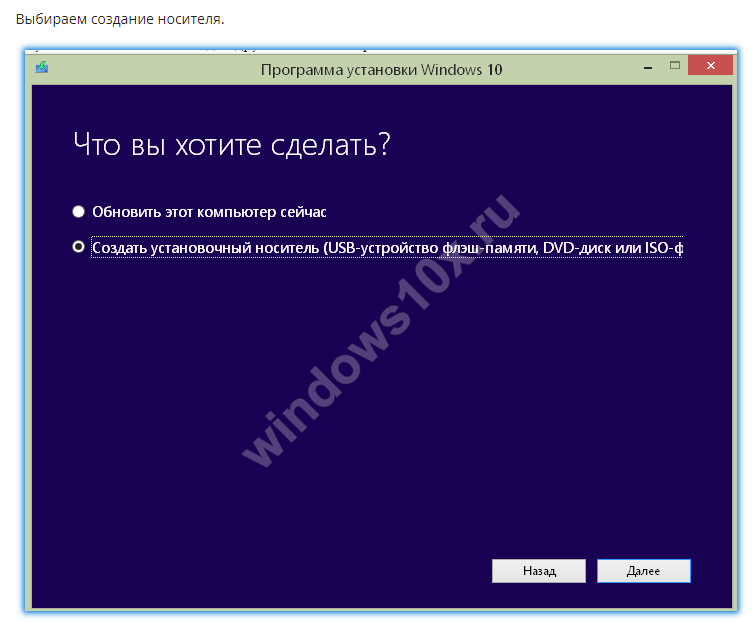 Выбираем создание носителя.
Программа установки Windows 10
Что вы хотите сделать?
Обновить этот компьютер сейчас
Создать установочный носитель (USB-устройство флэш-памяти, DVD-диск или ISO-ф
windows10x.ru
Назад
Далее